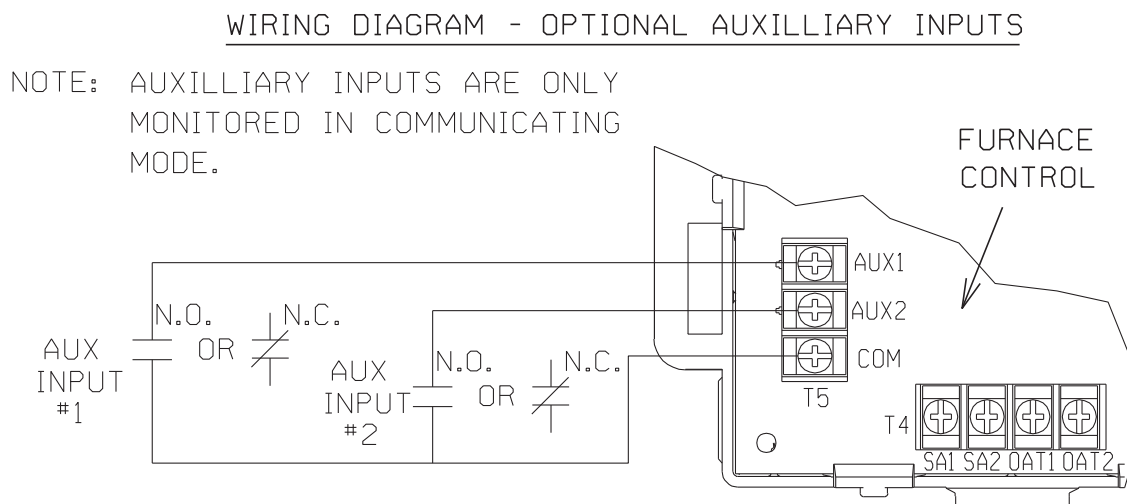 WIRING DIAGRAM - OPTIONAL AUXILLIARY INPUTS
NOTE: AUXILLIARY INPUTS ARE ONLY
MONITORED IN COMMUNICATING
MODE.
FURNACE
CONTROL
AUX1
AUX2
COM
T5
N.O. OR N.C.
AUX
INPUT
#1
N.O. OR N.C.
AUX
INPUT
#2
T4
SA1 SA2 OAT1 OAT2